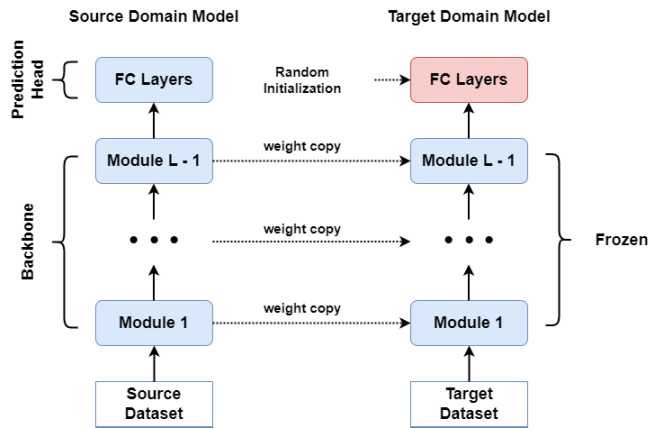 Source Domain Model
Target Domain Model
Prediction
Head
FC Layers
Random
Initialization
FC Layers
Module L - 1
weight copy
Module L - 1
Backbone
weight copy
Frozen
Module 1
weight copy
Module 1
Source
Dataset
Target
Dataset